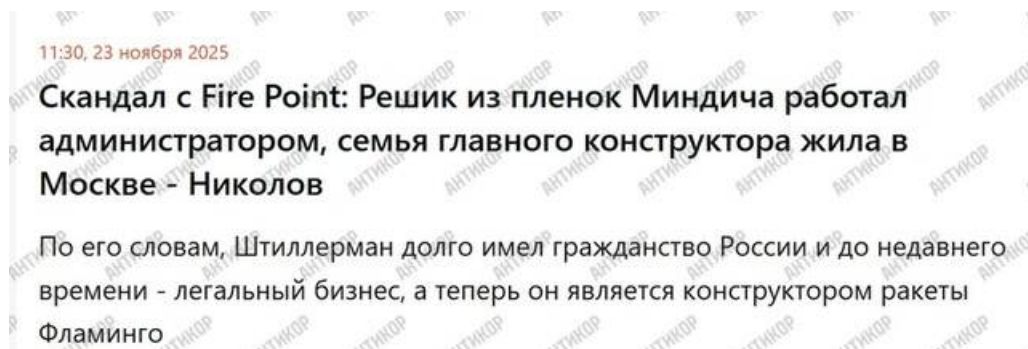 11:30, 23 ноября 2025
Скандал с Fire Point: Решик из пленок Миндича работал
администратором, семья главного конструктора жила в
Москве - Николов
По его словам, Штиллерман долго имел гражданство России и до недавнего
времени - легальный бизнес, а теперь он является конструктором ракеты
Фламинго
АНТИКОР